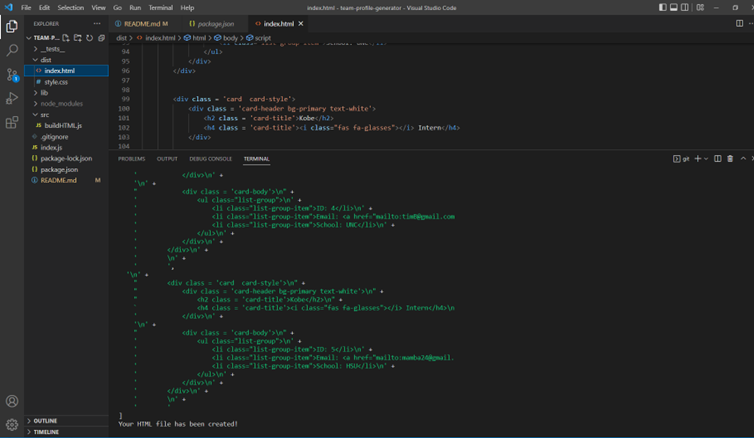 File Edit Selection View Go Run Terminal Help
index.html - team-profile-generator - Visual Studio Code
EXPLORER
TEAM-P...
__tests__
dist
index.html
style.css
lib
node_modules
src
buildHTML.js
.gitignore
index.js
package-lock.json
package.json
README.md M
OUTLINE
TIMELINE
README.md M package.json index.html
dist > index.html > html > body > script
94 </ul>
95 </div>
96 </div>
97
98
99 <div class = 'card  card-style'>
100 <div class = 'card-header bg-primary text-white'>
101 <h2 class = 'card-title'>Kobe</h2>
102 <h4 class = 'card-title'><i class="fas fa-glasses"></i> Intern</h4>
103 </div>
104
PROBLEMS OUTPUT DEBUG CONSOLE TERMINAL
git
' </div>\n' +
'\n' +
" <div class = 'card-body'>\n" +
' <ul class="list-group">\n' +
' <li class="list-group-item">ID: 4</li>\n' +
' <li class="list-group-item">Email: <a href="mailto:timB@gmail.com
' <li class="list-group-item">School: UNC</li>\n' +
' </ul>\n' +
' </div>\n' +
' </div>\n' +
' \n' +
' ',
'\n' +
" <div class = 'card  card-style'>\n" +
" <div class = 'card-header bg-primary text-white'>\n" +
" <h2 class = 'card-title'>Kobe</h2>\n" +
' <h4 class = 'card-title'><i class="fas fa-glasses"></i> Intern</h4>\n
' </div>\n' +
'\n' +
" <div class = 'card-body'>\n" +
' <ul class="list-group">\n' +
' <li class="list-group-item">ID: 5</li>\n' +
' <li class="list-group-item">Email: <a href="mailto:mamba24@gmail.
' <li class="list-group-item">School: HSU</li>\n' +
' </ul>\n' +
' </div>\n' +
' </div>\n' +
' \n' +
' '
]
Your HTML file has been created!